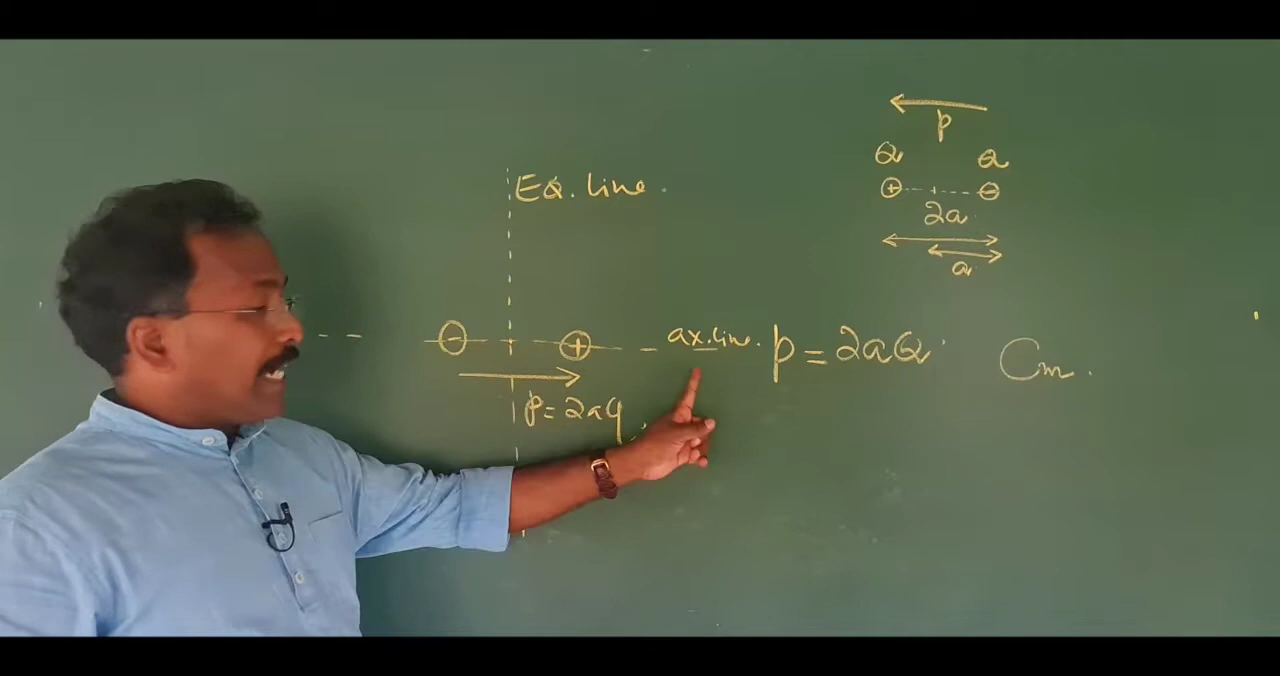 p
Q Q
⊕ ⊖
2a
a
EQ. line.
⊖ ⊕
ax. line. p = 2aQ. Cm.
p = 2aq